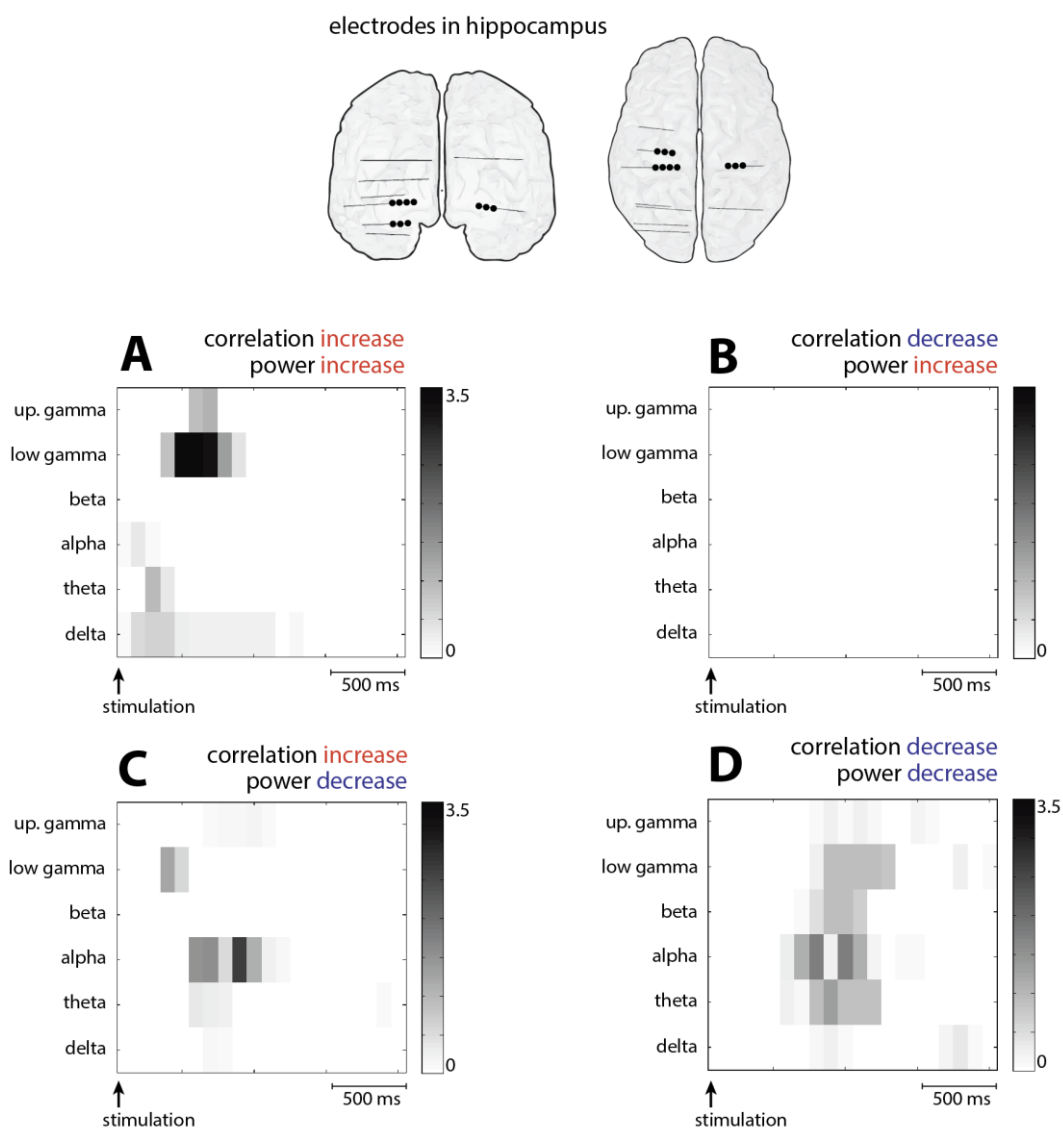 electrodes in hippocampus
A
correlation increase
power increase
up. gamma
low gamma
beta
alpha
theta
delta
3.5
0
500 ms
stimulation
B
correlation decrease
power increase
up. gamma
low gamma
beta
alpha
theta
delta
0
500 ms
stimulation
C
correlation increase
power decrease
up. gamma
low gamma
beta
alpha
theta
delta
3.5
0
500 ms
stimulation
D
correlation decrease
power decrease
up. gamma
low gamma
beta
alpha
theta
delta
3.5
0
500 ms
stimulation